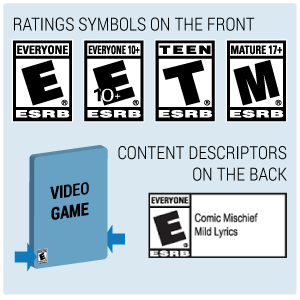 RATINGS SYMBOLS ON THE FRONT
EVERYONE
E
®
ESRB
EVERYONE 10+
E
10+
®
ESRB
TEEN
T
®
ESRB
MATURE 17+
M
®
ESRB
CONTENT DESCRIPTORS
ON THE BACK
VIDEO
GAME
E
EVERYONE
E
®
ESRB
Comic Mischief
Mild Lyrics